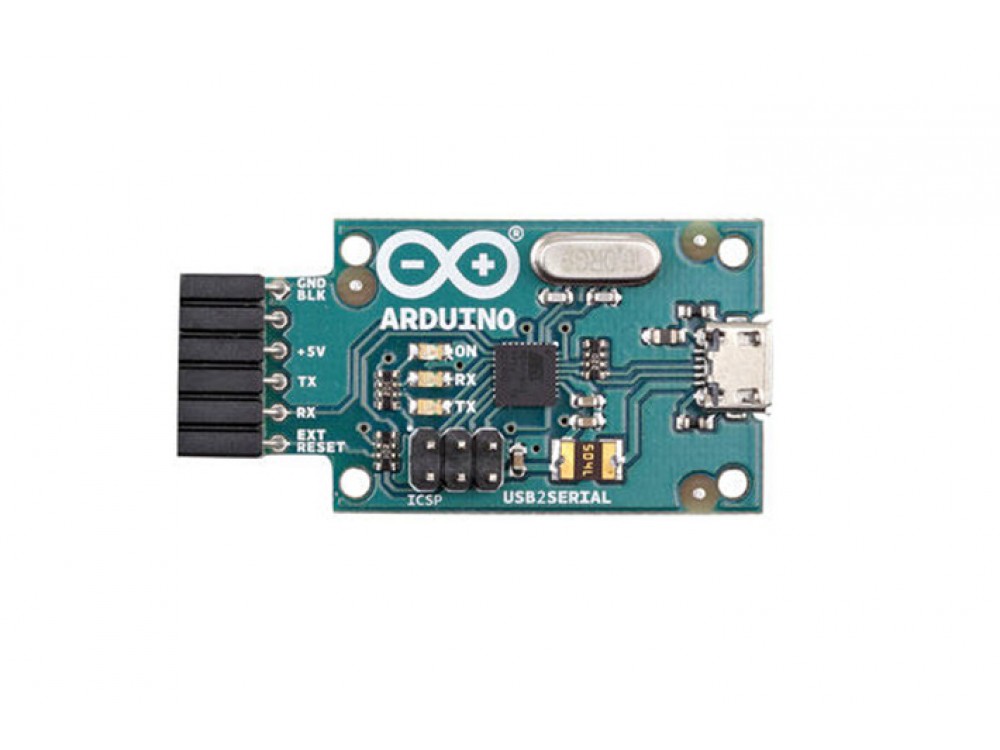 GND
BLK
+5V
TX
RX
EXT
RESET
®
ARDUINO
ON
RX
TX
ICSP
USB2SERIAL